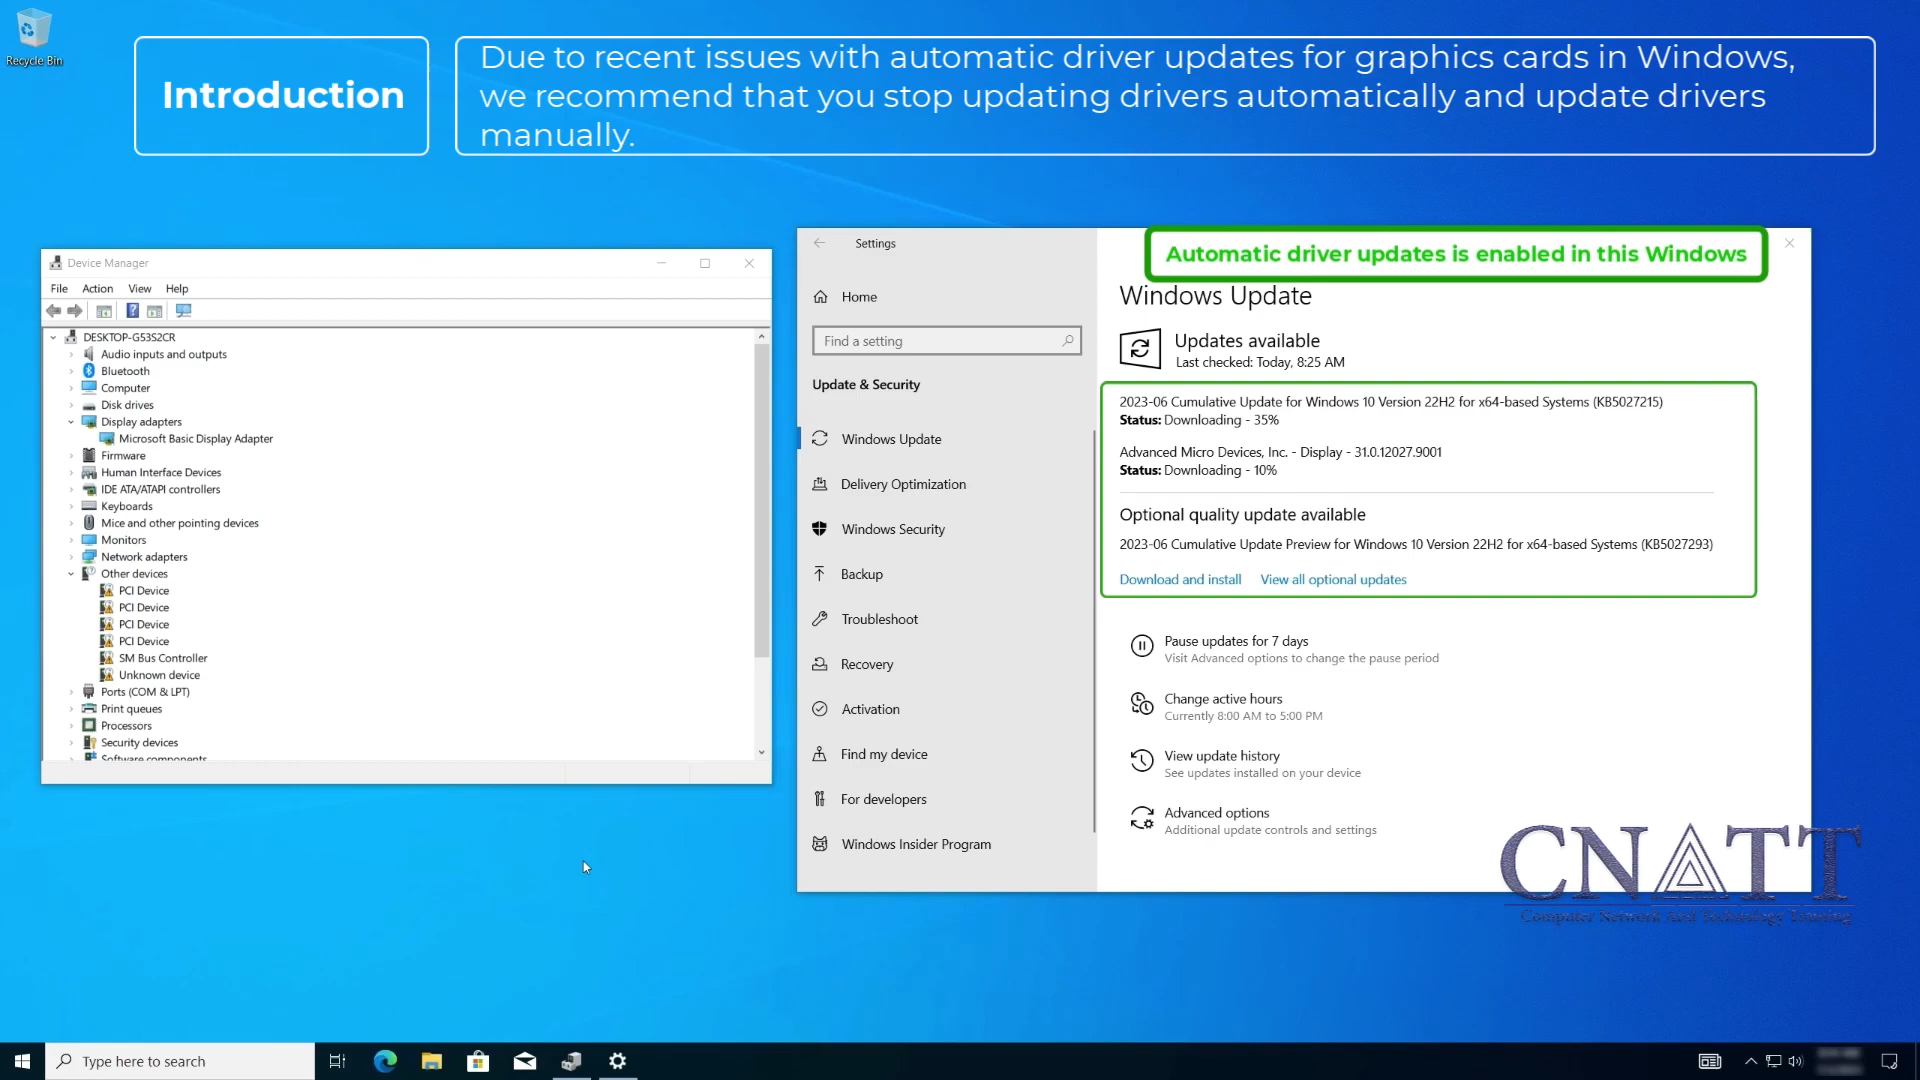 Recycle Bin
Introduction
Due to recent issues with automatic driver updates for graphics cards in Windows,
we recommend that you stop updating drivers automatically and update drivers
manually.
Device Manager
File Action View Help
DESKTOP-G53S2CR
Audio inputs and outputs
Bluetooth
Computer
Disk drives
Display adapters
Microsoft Basic Display Adapter
Firmware
Human Interface Devices
IDE ATA/ATAPI controllers
Keyboards
Mice and other pointing devices
Monitors
Network adapters
Other devices
PCI Device
PCI Device
PCI Device
PCI Device
SM Bus Controller
Unknown device
Ports (COM & LPT)
Print queues
Processors
Security devices
Software components
Settings
Home
Find a setting
Update & Security
Windows Update
Delivery Optimization
Windows Security
Backup
Troubleshoot
Recovery
Activation
Find my device
For developers
Windows Insider Program
Automatic driver updates is enabled in this Windows
Windows Update
Updates available
Last checked: Today, 8:25 AM
2023-06 Cumulative Update for Windows 10 Version 22H2 for x64-based Systems (KB5027215)
Status: Downloading - 35%
Advanced Micro Devices, Inc. - Display - 31.0.12027.9001
Status: Downloading - 10%
Optional quality update available
2023-06 Cumulative Update Preview for Windows 10 Version 22H2 for x64-based Systems (KB5027293)
Download and install View all optional updates
Pause updates for 7 days
Visit Advanced options to change the pause period
Change active hours
Currently 8:00 AM to 5:00 PM
View update history
See updates installed on your device
Advanced options
Additional update controls and settings
CNATT
Computer Network And Technology Training
Type here to search